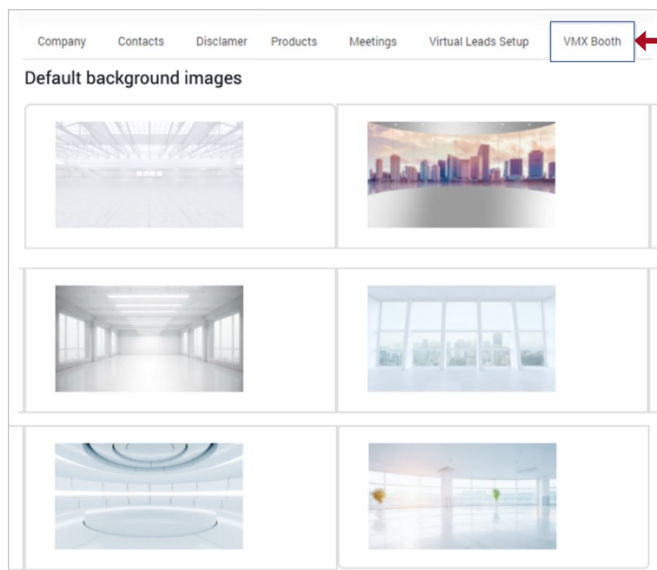 Company Contacts Disclamer Products Meetings Virtual Leads Setup VMX Booth
Default background images